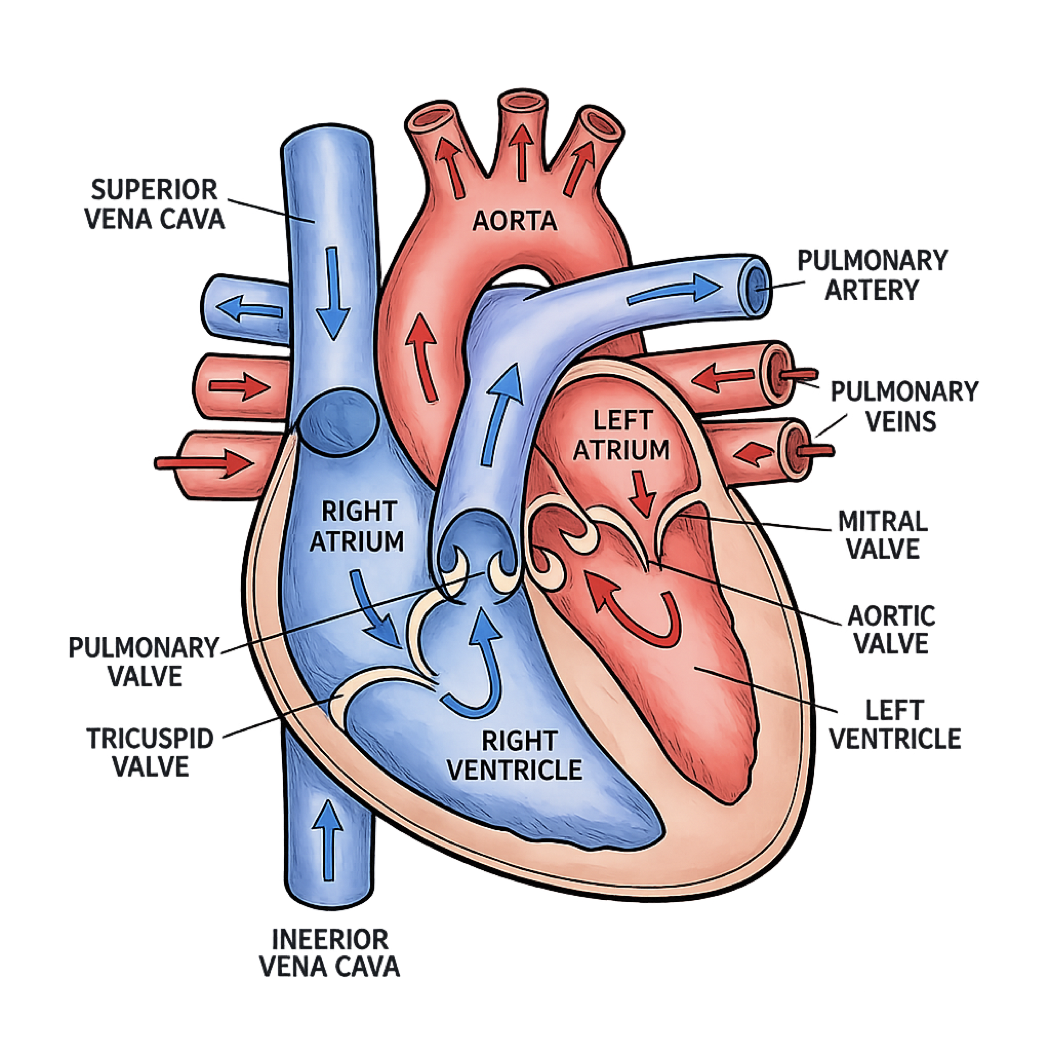 AORTA
SUPERIOR
VENA CAVA
PULMONARY
ARTERY
PULMONARY
VEINS
LEFT
ATRIUM
RIGHT
ATRIUM
MITRAL
VALVE
AORTIC
VALVE
PULMONARY
VALVE
LEFT
VENTRICLE
TRICUSPID
VALVE
RIGHT
VENTRICLE
INEERIOR
VENA CAVA